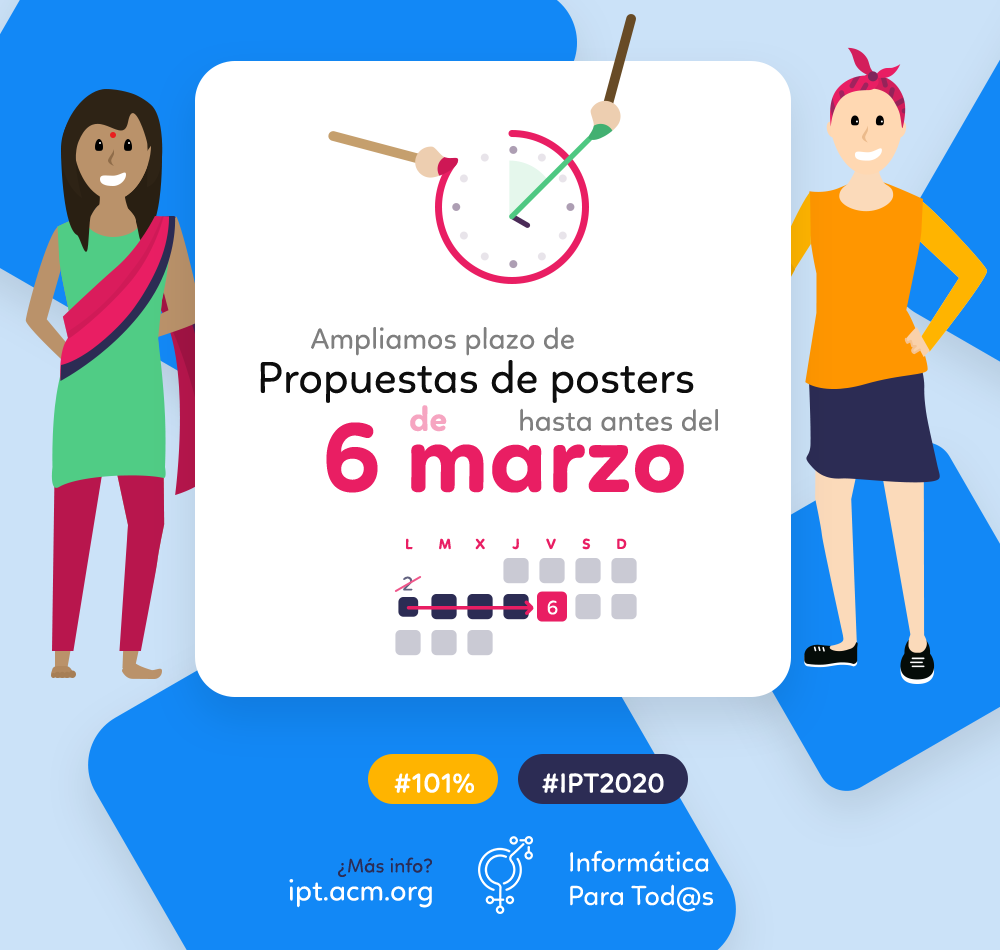 Ampliamos plazo de
Propuestas de posters
hasta antes del
6 de marzo
L M X J V S D
2
6
#101% #IPT2020
¿Más info?
ipt.acm.org
Informática
Para Tod@s